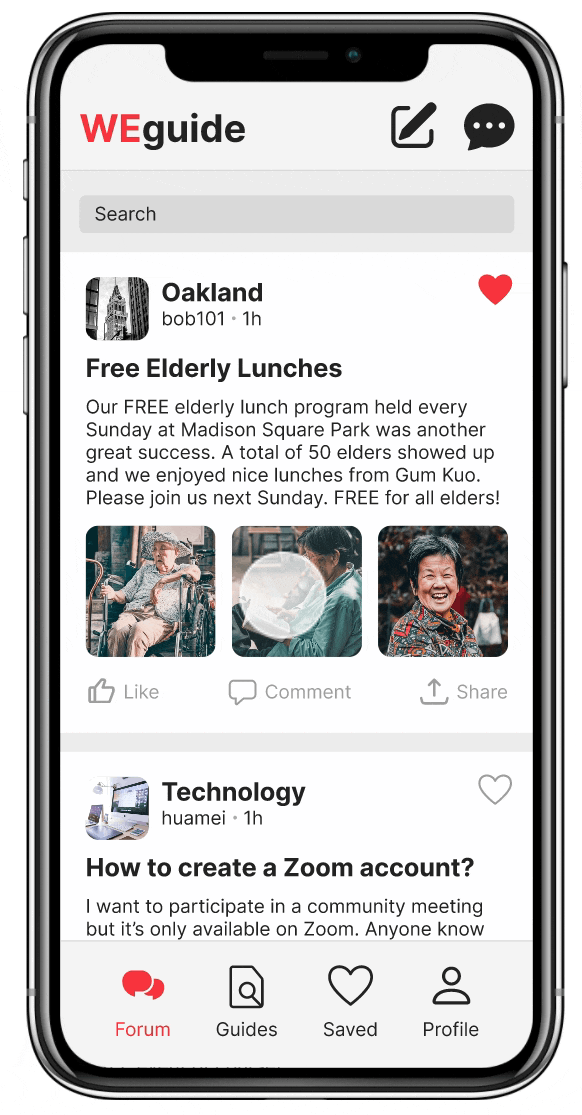 WEguide
Search
Oakland
bob101 • 1h
Free Elderly Lunches
Our FREE elderly lunch program held every
Sunday at Madison Square Park was another
great success. A total of 50 elders showed up
and we enjoyed nice lunches from Gum Kuo.
Please join us next Sunday. FREE for all elders!
Like Comment Share
Technology
huamei • 1h
How to create a Zoom account?
I want to participate in a community meeting
but it’s only available on Zoom. Anyone know
Forum Guides Saved Profile